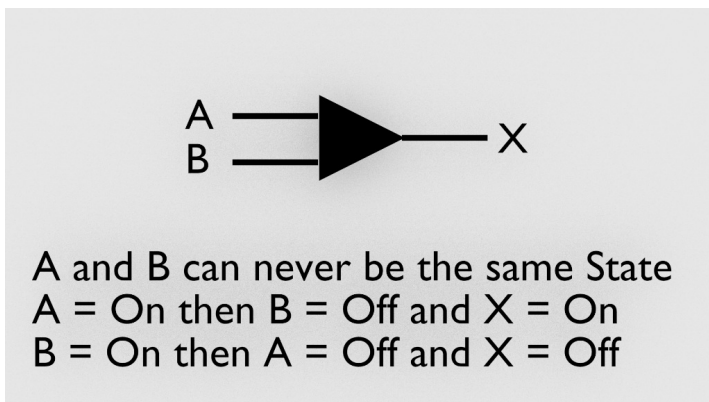 A
B
X
A and B can never be the same State
A = On then B = Off and X = On
B = On then A = Off and X = Off